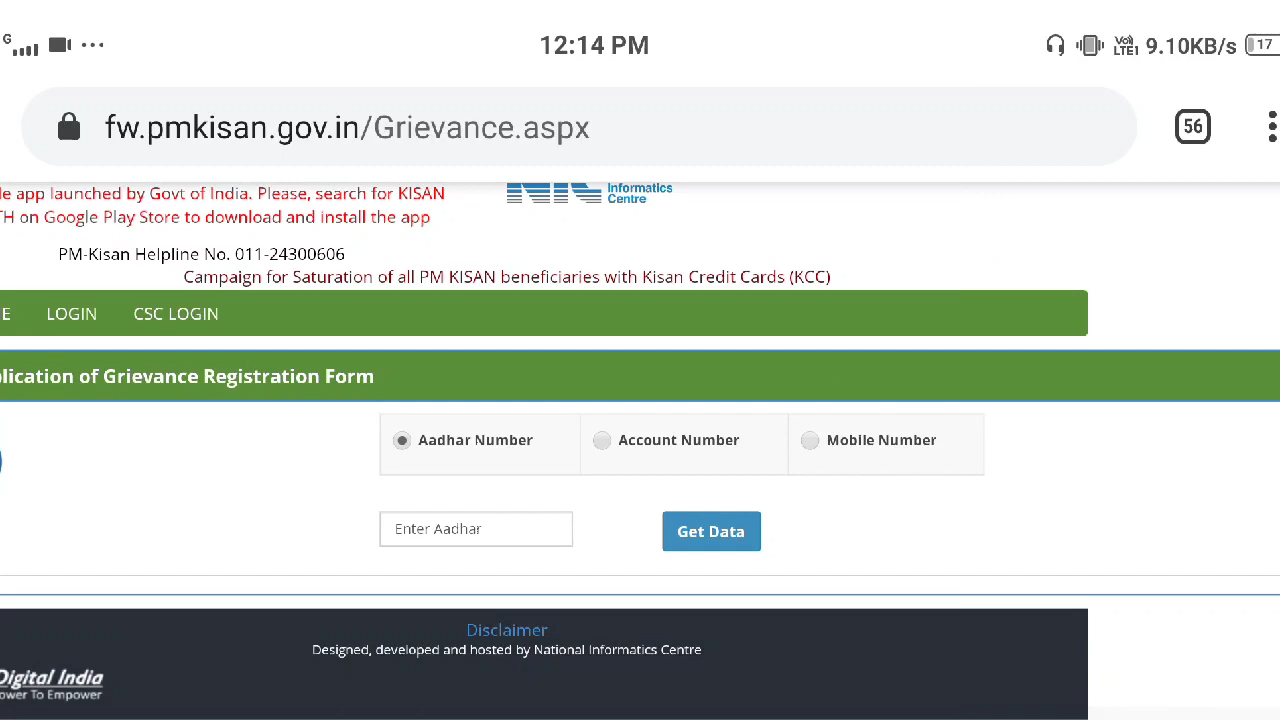 G 12:14 PM Vo) LTE1 9.10KB/s 17
fw.pmkisan.gov.in/Grievance.aspx 56
le app launched by Govt of India. Please, search for KISAN
TH on Google Play Store to download and install the app
Informatics
Centre
PM-Kisan Helpline No. 011-24300606
Campaign for Saturation of all PM KISAN beneficiaries with Kisan Credit Cards (KCC)
E LOGIN CSC LOGIN
plication of Grievance Registration Form
Aadhar Number Account Number Mobile Number
Enter Aadhar Get Data
Disclaimer
Designed, developed and hosted by National Informatics Centre
Digital India
ower To Empower